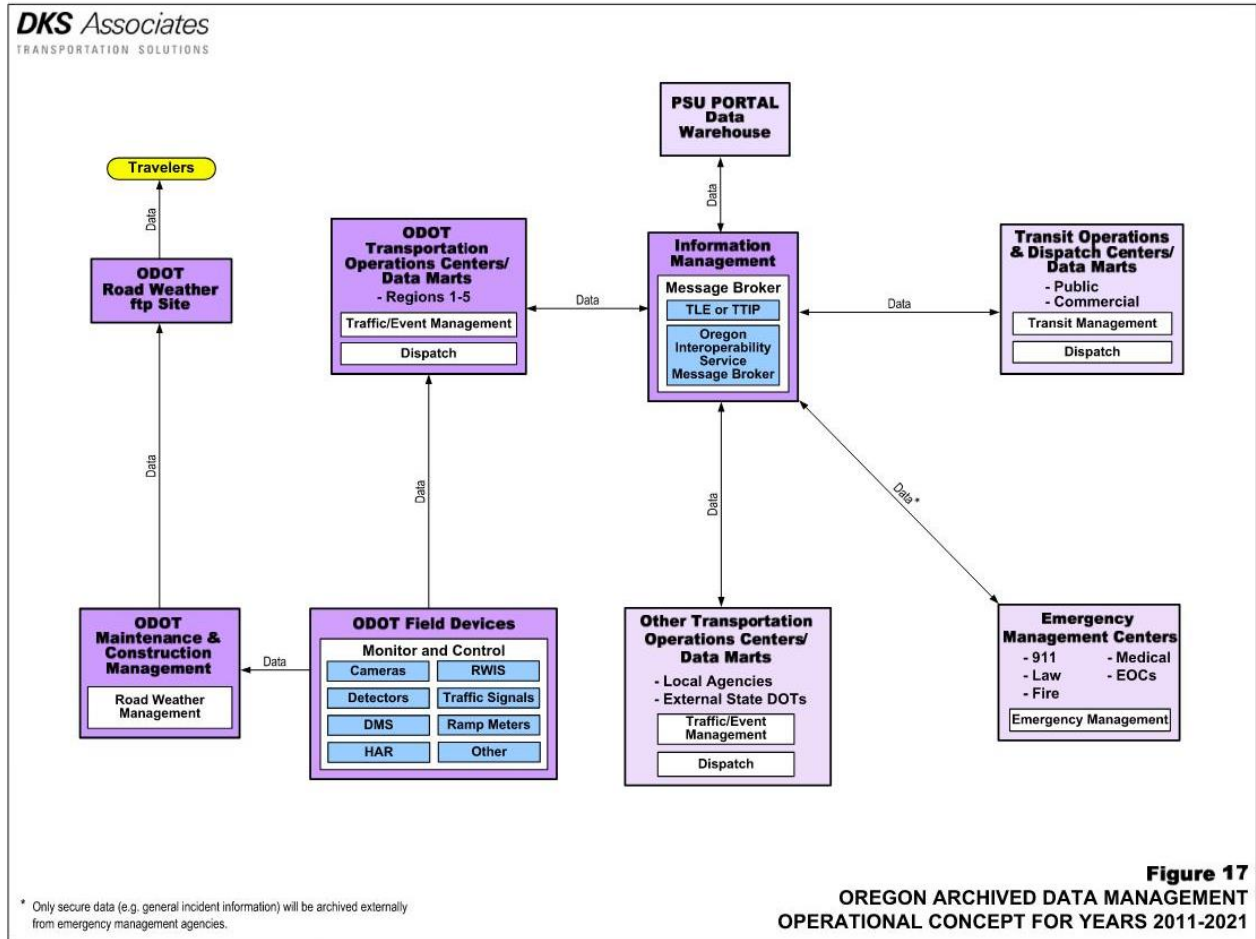 DKS Associates
TRANSPORTATION SOLUTIONS
PSU PORTAL
Data
Warehouse
Travelers
Data
Data
ODOT
Transportation
Operations Centers/
Data Marts
- Regions 1-5
Traffic/Event Management
Dispatch
Information
Management
Message Broker
TLE or TTIP
Oregon
Interoperability
Service
Message Broker
Transit Operations
& Dispatch Centers/
Data Marts
- Public
- Commercial
Transit Management
Dispatch
ODOT
Road Weather
ftp Site
Data
Data
Data
Data
Data
Data *
ODOT
Maintenance &
Construction
Management
Road Weather
Management
Data
ODOT Field Devices
Monitor and Control
Cameras
RWIS
Detectors
Traffic Signals
DMS
Ramp Meters
HAR
Other
Other Transportation
Operations Centers/
Data Marts
- Local Agencies
- External State DOTs
Traffic/Event
Management
Dispatch
Emergency
Management Centers
- 911
- Medical
- Law
- EOCs
- Fire
Emergency Management
* Only secure data (e.g. general incident information) will be archived externally
from emergency management agencies.
Figure 17
OREGON ARCHIVED DATA MANAGEMENT
OPERATIONAL CONCEPT FOR YEARS 2011-2021